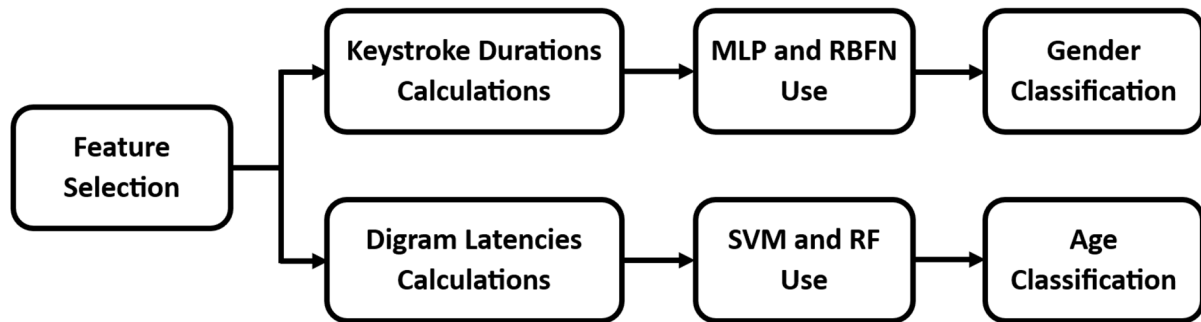 Feature
Selection
Keystroke Durations
Calculations
MLP and RBFN
Use
Gender
Classification
Digram Latencies
Calculations
SVM and RF
Use
Age
Classification